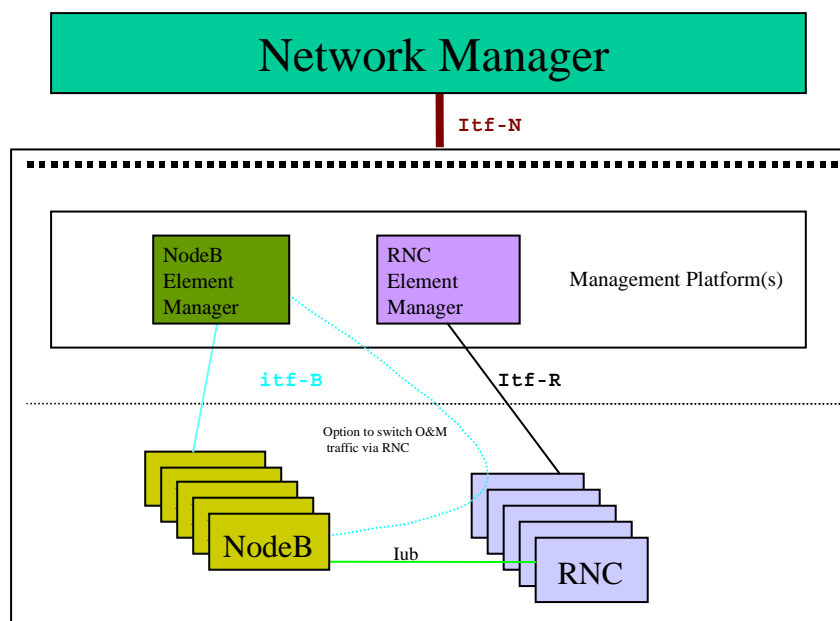 Network Manager
Itf-N
NodeB
Element
Manager
RNC
Element
Manager
Management Platform(s)
itf-B
Itf-R
Option to switch O&M
traffic via RNC
NodeB
Iub
RNC